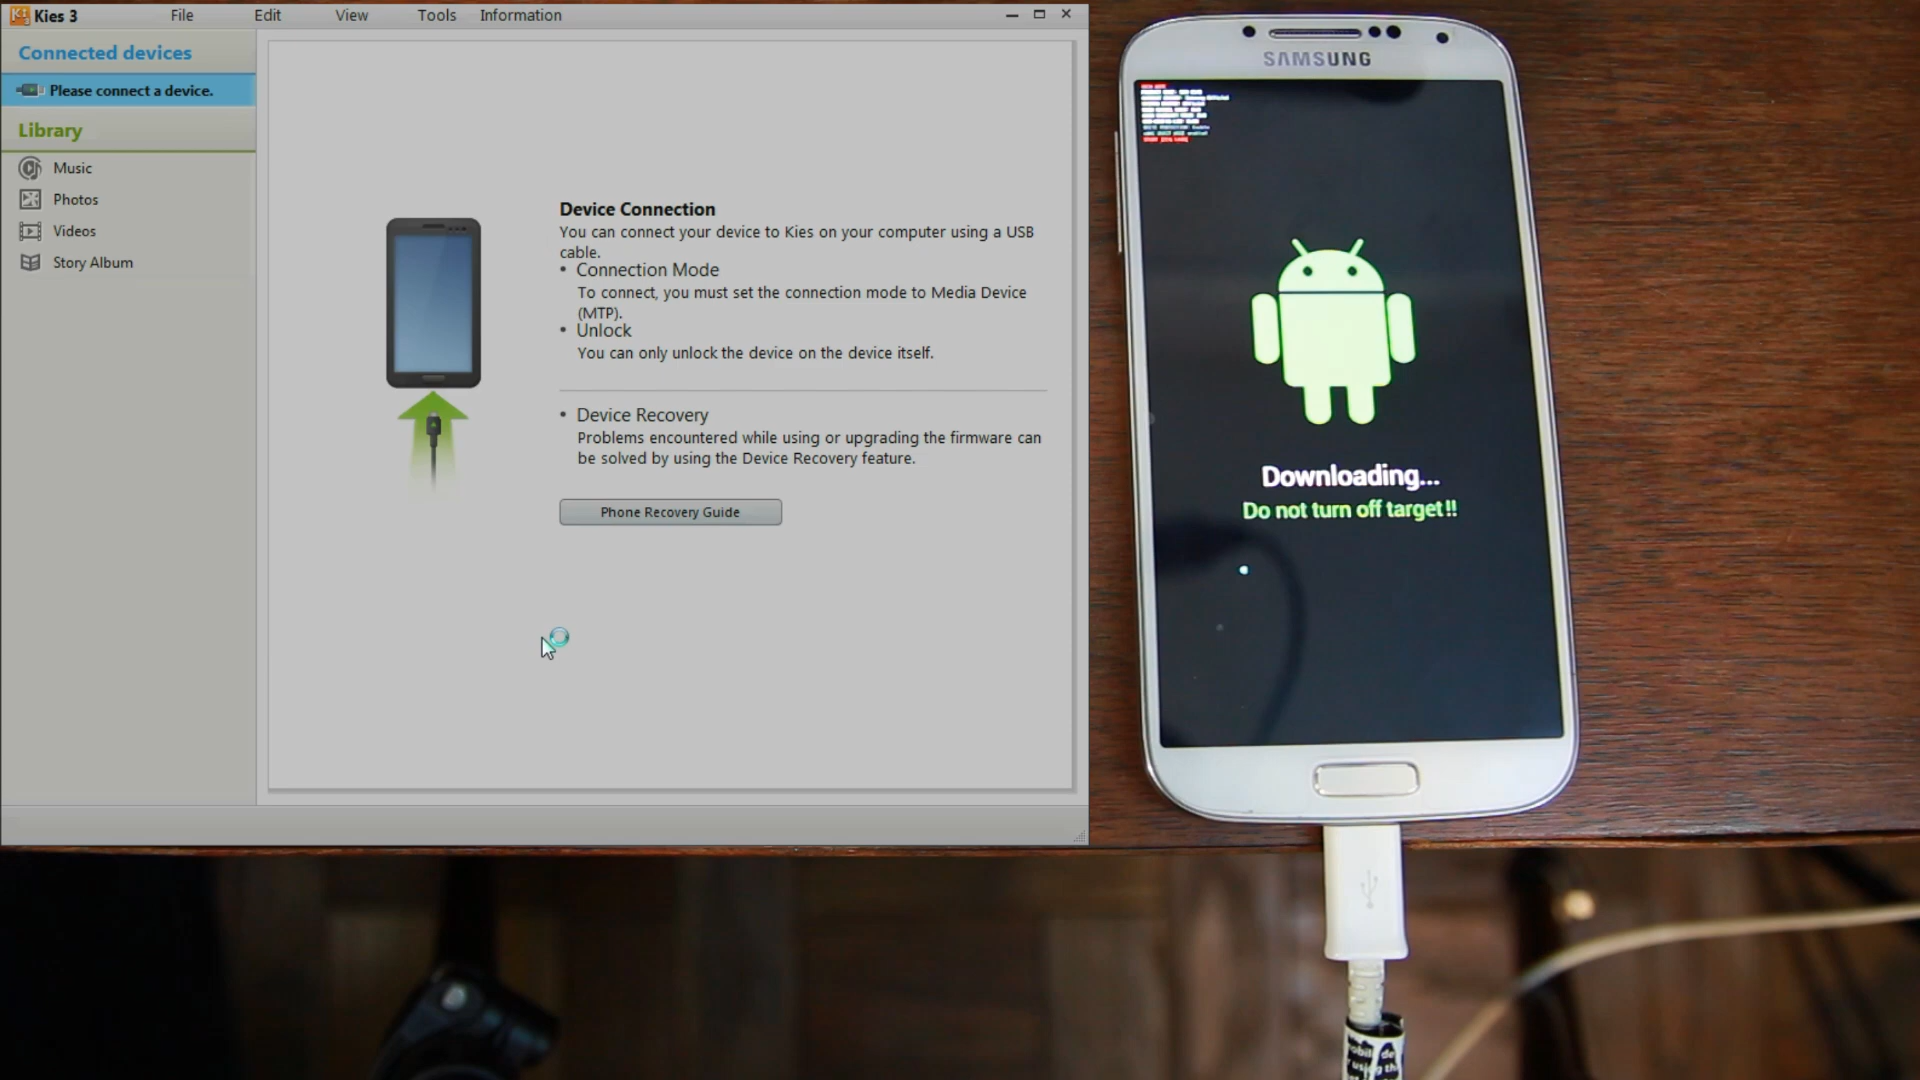 Kies 3
File Edit View Tools Information
Connected devices
Please connect a device.
Library
Music
Photos
Videos
Story Album
Device Connection
You can connect your device to Kies on your computer using a USB
cable.
• Connection Mode
To connect, you must set the connection mode to Media Device
(MTP).
• Unlock
You can only unlock the device on the device itself.
• Device Recovery
Problems encountered while using or upgrading the firmware can
be solved by using the Device Recovery feature.
Phone Recovery Guide
SAMSUNG
Downloading...
Do not turn off target!!